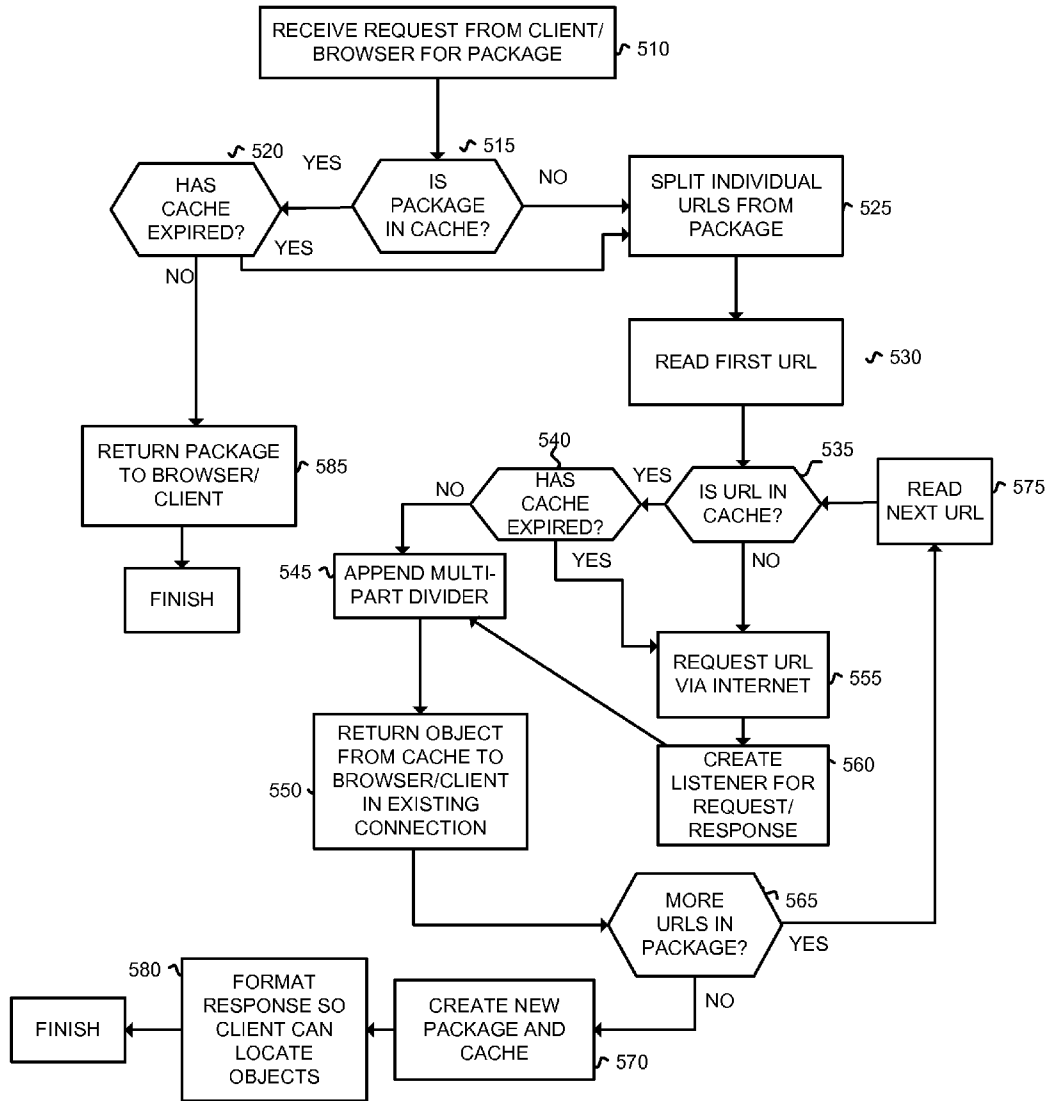 RECEIVE REQUEST FROM CLIENT/
BROWSER FOR PACKAGE
510
520
YES
515
HAS
CACHE
EXPIRED?
IS
PACKAGE
IN CACHE?
NO
SPLIT INDIVIDUAL
URLS FROM
PACKAGE
525
YES
NO
READ FIRST URL
530
RETURN PACKAGE
TO BROWSER/
CLIENT
585
FINISH
540
535
NO
HAS
CACHE
EXPIRED?
YES
IS URL IN
CACHE?
READ
NEXT URL
575
YES
NO
545
APPEND MULTI-
PART DIVIDER
REQUEST URL
VIA INTERNET
555
RETURN OBJECT
FROM CACHE TO
BROWSER/CLIENT
IN EXISTING
CONNECTION
550
CREATE
LISTENER FOR
REQUEST/
RESPONSE
560
MORE
URLS IN
PACKAGE?
565
YES
NO
580
FORMAT
RESPONSE SO
CLIENT CAN
LOCATE
OBJECTS
CREATE NEW
PACKAGE AND
CACHE
570
FINISH